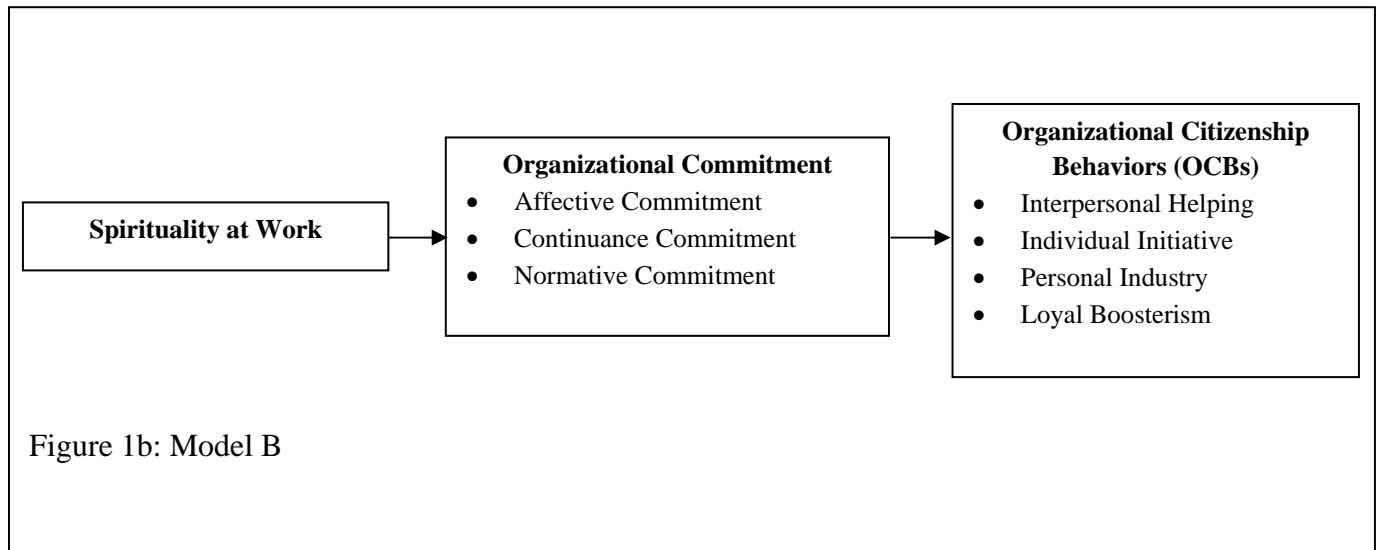 Spirituality at Work
Organizational Commitment
• Affective Commitment
• Continuance Commitment
• Normative Commitment
Organizational Citizenship
Behaviors (OCBs)
• Interpersonal Helping
• Individual Initiative
• Personal Industry
• Loyal Boosterism
Figure 1b: Model B